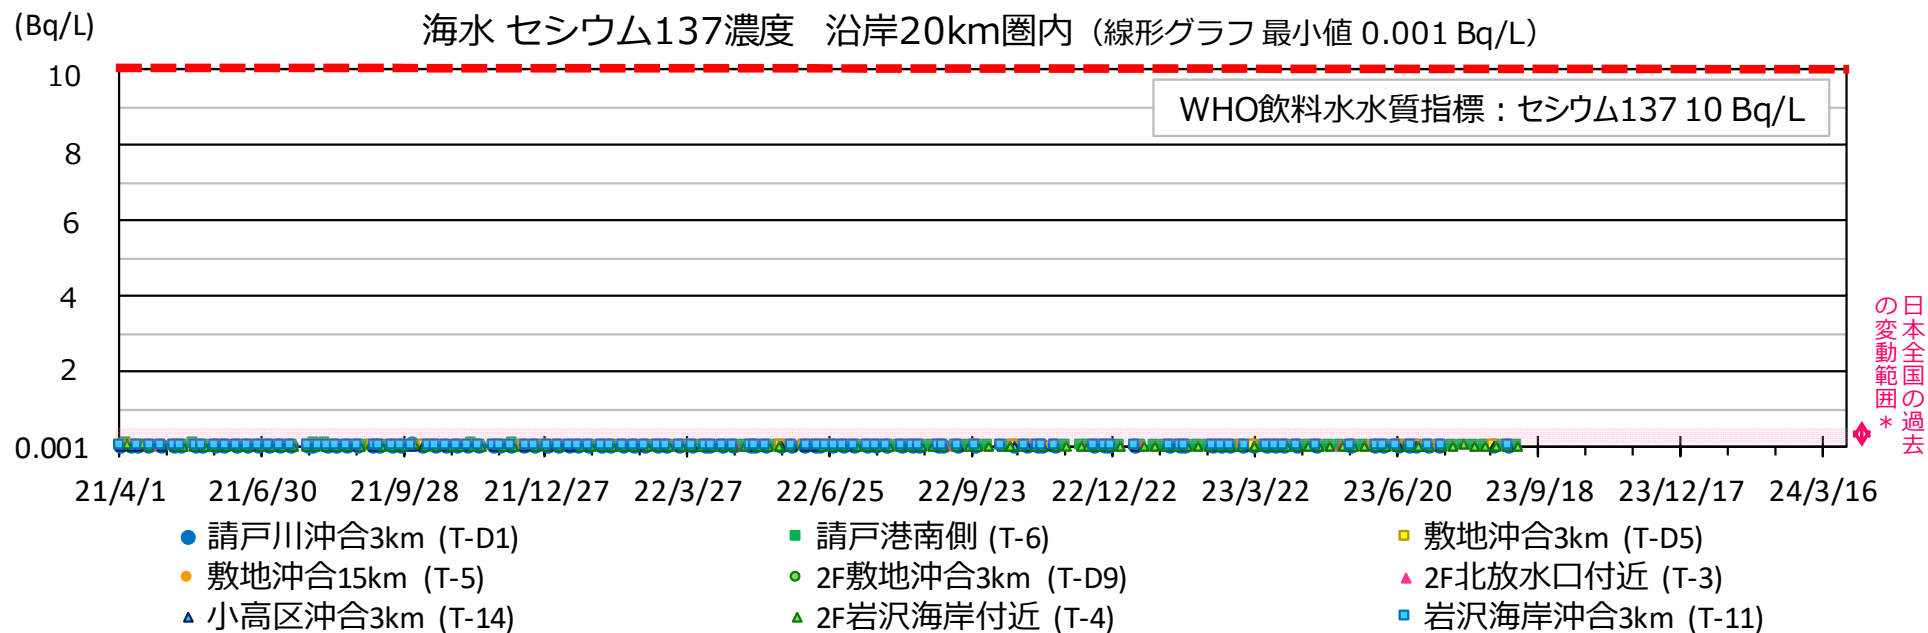 (Bq/L)
海水 セシウム137濃度 沿岸20km圏内（線形グラフ 最小値 0.001 Bq/L）
WHO飲料水水質指標：セシウム137 10 Bq/L
10
8
6
4
2
0.001
21/4/1 21/6/30 21/9/28 21/12/27 22/3/27 22/6/25 22/9/23 22/12/22 23/3/22 23/6/20 23/9/18 23/12/17 24/3/16
日本全国の過去
の変動範囲＊
請戸川沖合3km (T-D1) 請戸港南側 (T-6) 敷地沖合3km (T-D5)
敷地沖合15km (T-5) 2F敷地沖合3km (T-D9) 2F北放水口付近 (T-3)
小高区沖合3km (T-14) 2F岩沢海岸付近 (T-4) 岩沢海岸沖合3km (T-11)